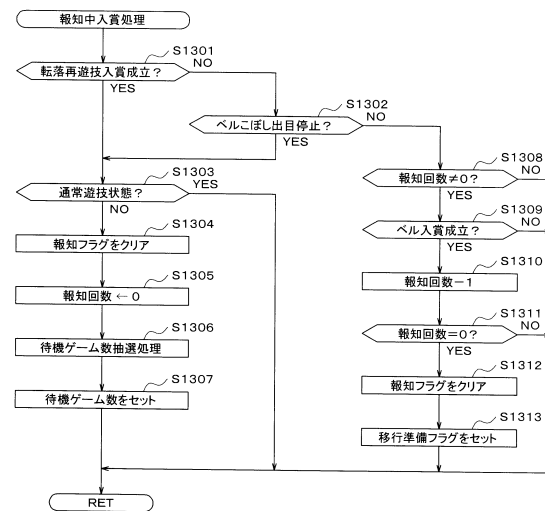 報知中入賞処理
S1301
転落再遊技入賞成立？
NO
YES
S1302
ベルこぼし出目停止？
NO
YES
S1303
通常遊技状態？
YES
NO
S1304
報知フラグをクリア
S1305
報知回数←0
S1306
待機ゲーム数抽選処理
S1307
待機ゲーム数をセット
S1308
報知回数≠0？
NO
YES
S1309
ベル入賞成立？
NO
YES
S1310
報知回数－1
S1311
報知回数＝0？
NO
YES
S1312
報知フラグをクリア
S1313
移行準備フラグをセット
RET